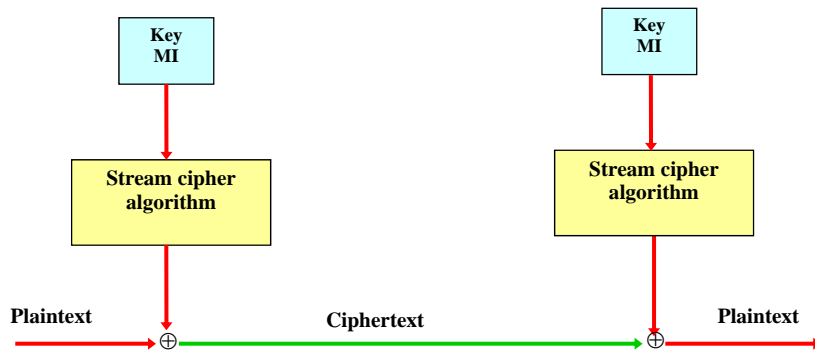 Key
MI
Key
MI
Stream cipher
algorithm
Stream cipher
algorithm
Plaintext
Ciphertext
Plaintext